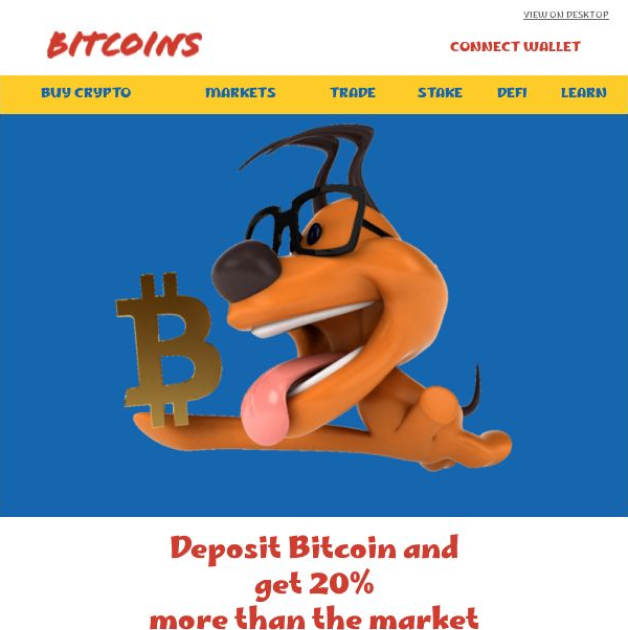 VIEW ON DESKTOP
BITCOINS
CONNECT WALLET
BUY CRYPTO MARKETS TRADE STAKE DEFI LEARN
Deposit Bitcoin and
get 20%
more than the market